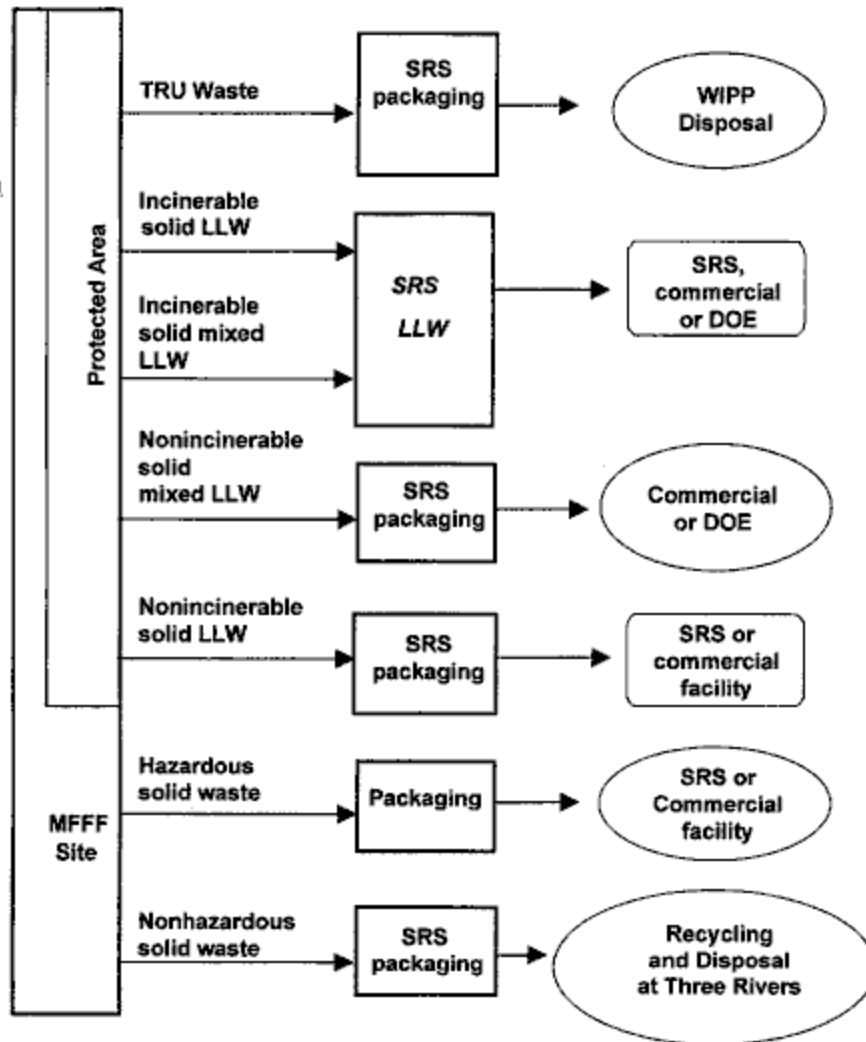 TRU Waste
SRS
packaging
WIPP
Disposal
Protected Area
Incinerable
solid LLW
Incinerable
solid mixed
LLW
SRS
LLW
SRS,
commercial
or DOE
Nonincinerable
solid
mixed LLW
SRS
packaging
Commercial
or DOE
Nonincinerable
solid LLW
SRS
packaging
SRS or
commercial
facility
MFFF
Site
Hazardous
solid waste
Packaging
SRS or
Commercial
facility
Nonhazardous
solid waste
SRS
packaging
Recycling
and Disposal
at Three Rivers